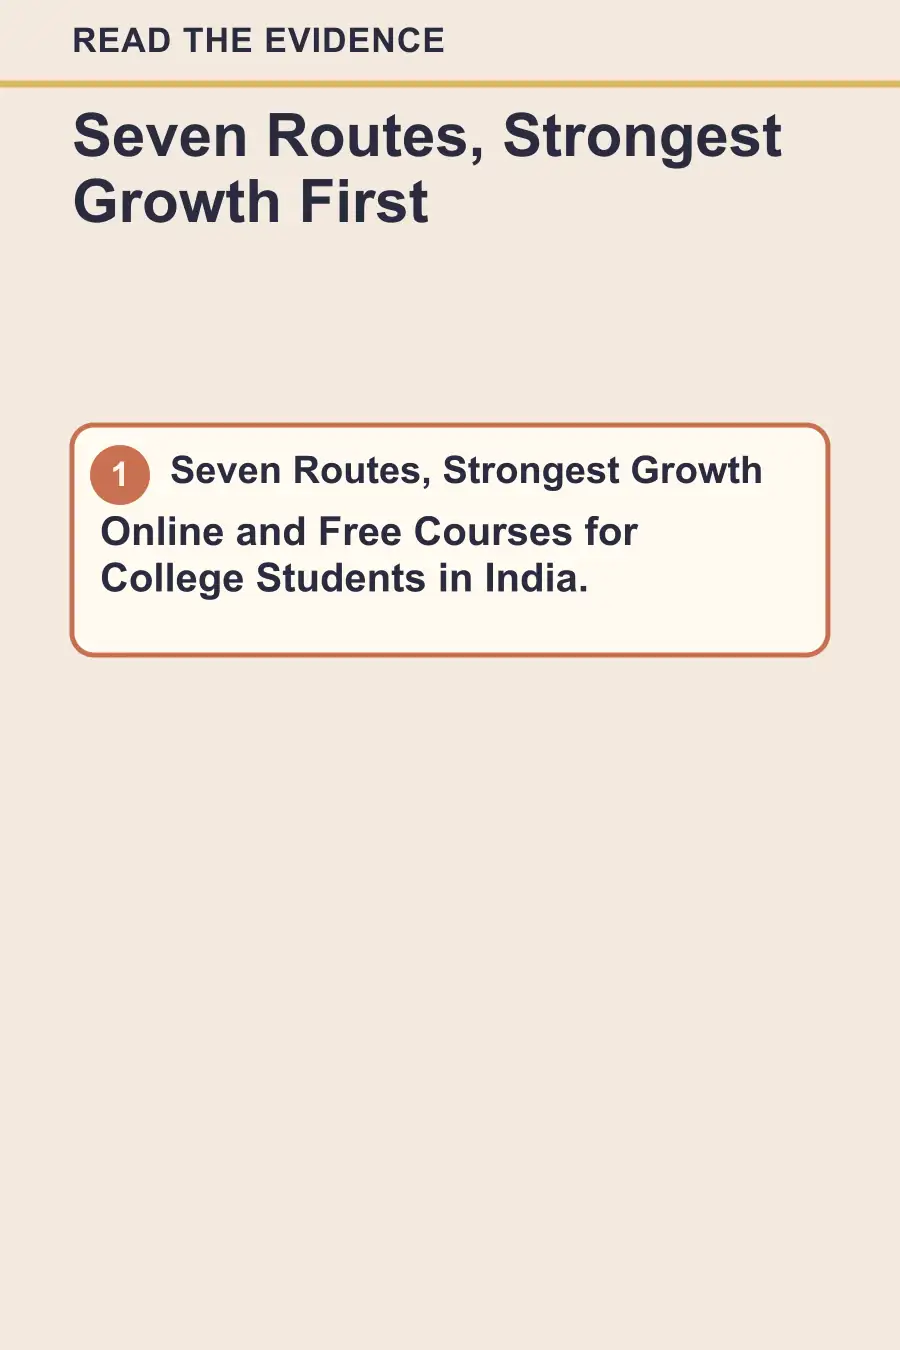 READ THE EVIDENCE
Seven Routes, Strongest
Growth First
1 Seven Routes, Strongest Growth
Online and Free Courses for
College Students in India.